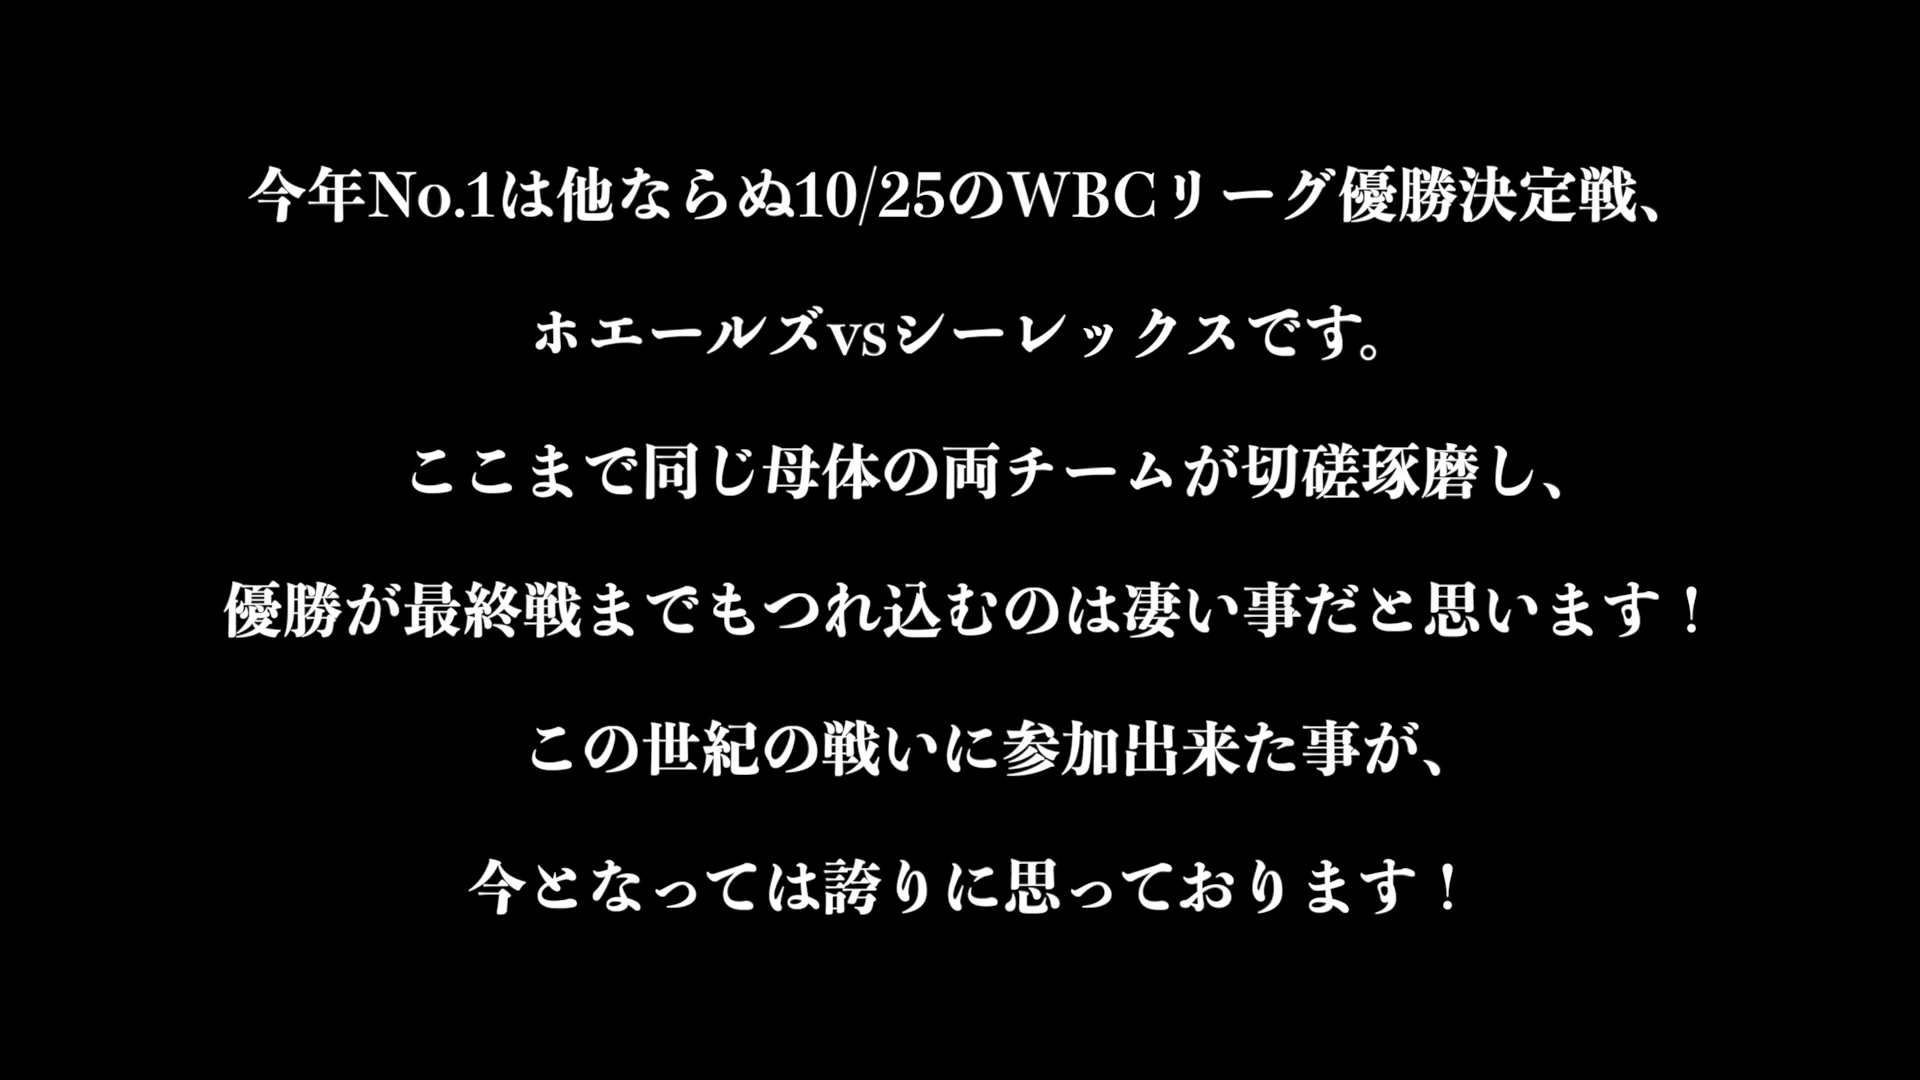 今年No.1は他ならぬ10/25のWBCリーグ優勝決定戦、
ホエールズvsシーレックスです。
ここまで同じ母体の両チームが切磋琢磨し、
優勝が最終戦までもつれ込むのは凄い事だと思います！
この世紀の戦いに参加出来た事が、
今となっては誇りに思っております！